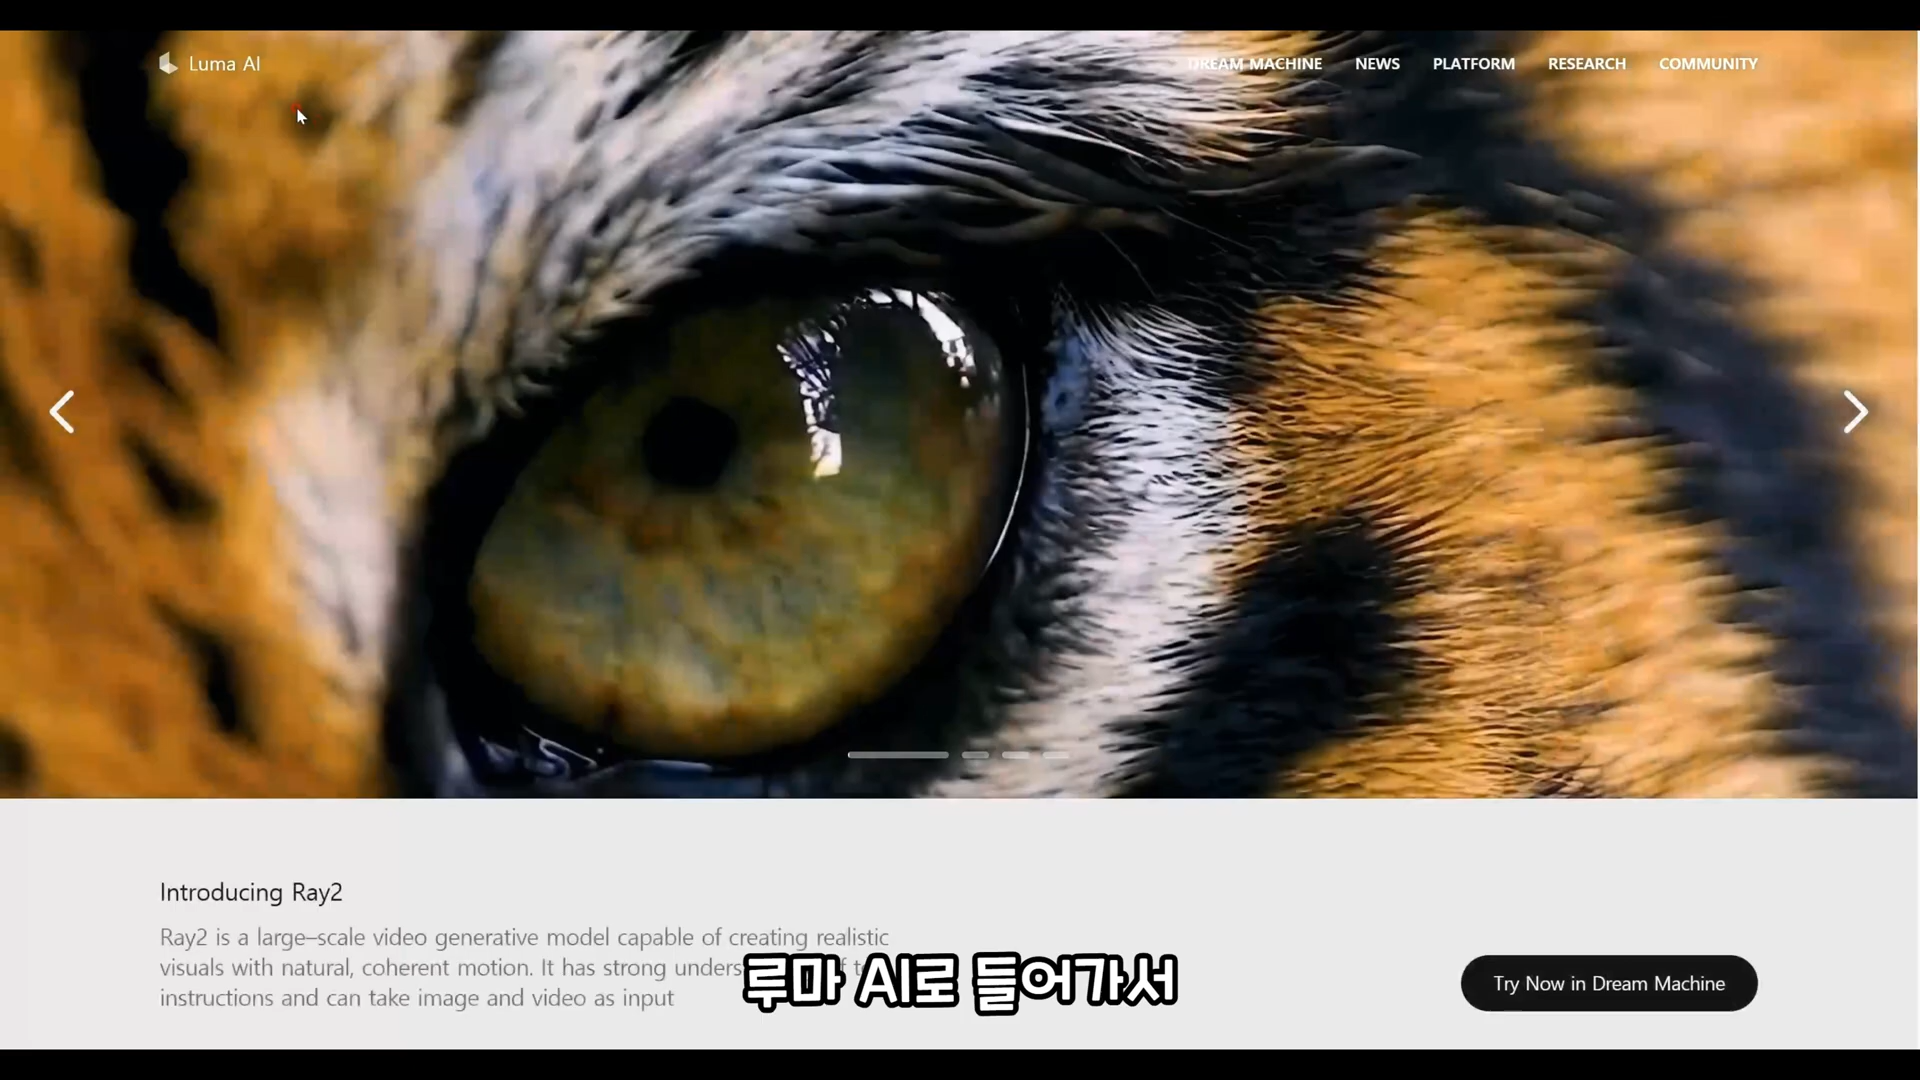 Luma AI
DREAM MACHINE NEWS PLATFORM RESEARCH COMMUNITY
Introducing Ray2
Ray2 is a large-scale video generative model capable of creating realistic
visuals with natural, coherent motion. It has strong
instructions and can take image and video as input
루마 AI로 들어가서
Try Now in Dream Machine